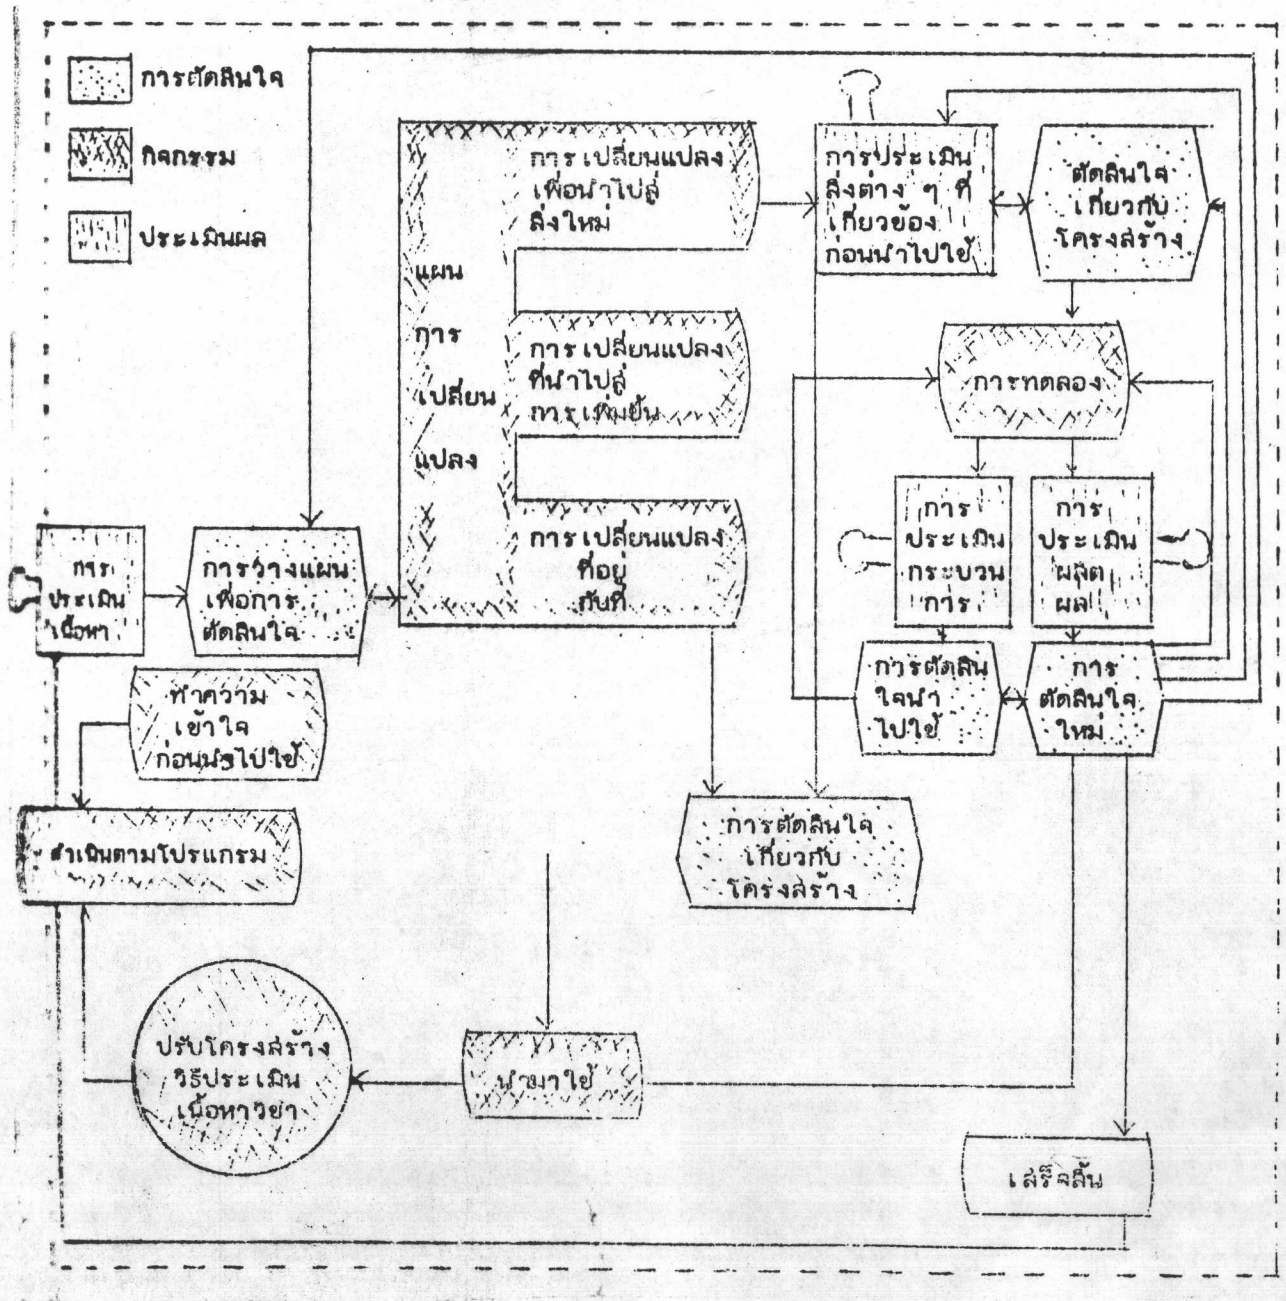 การตัดสินใจ
กิจกรรม
ประเมินผล
การเปลี่ยนแปลง
เพื่อนำไปสู่
สิ่งใหม่
การประเมิน
สิ่งต่าง ๆ ที่
เกี่ยวข้อง
ก่อนนำไปใช้
ตัดสินใจ
เกี่ยวกับ
โครงสร้าง
แผน
การ
เปลี่ยน
แปลง
การเปลี่ยนแปลง
ที่นำไปสู่
การเพิ่มขึ้น
การทดลอง
การเปลี่ยนแปลง
ที่อยู่
กับที่
การ
ประเมิน
กระบวน
การ
การ
ประเมิน
ผลิต
ผล
การ
ประเมิน
เนื้อหา
การวางแผน
เพื่อการ
ตัดสินใจ
ทำความ
เข้าใจ
ก่อนนำไปใช้
การตัดสิน
ใจนำ
ไปใช้
การ
ตัดสินใจ
ใหม่
ดำเนินตามโปรแกรม
การตัดสินใจ
เกี่ยวกับ
โครงสร้าง
ปรับโครงสร้าง
วิธีประเมิน
เนื้อหาวิชา
นำมาใช้
เสร็จสิ้น